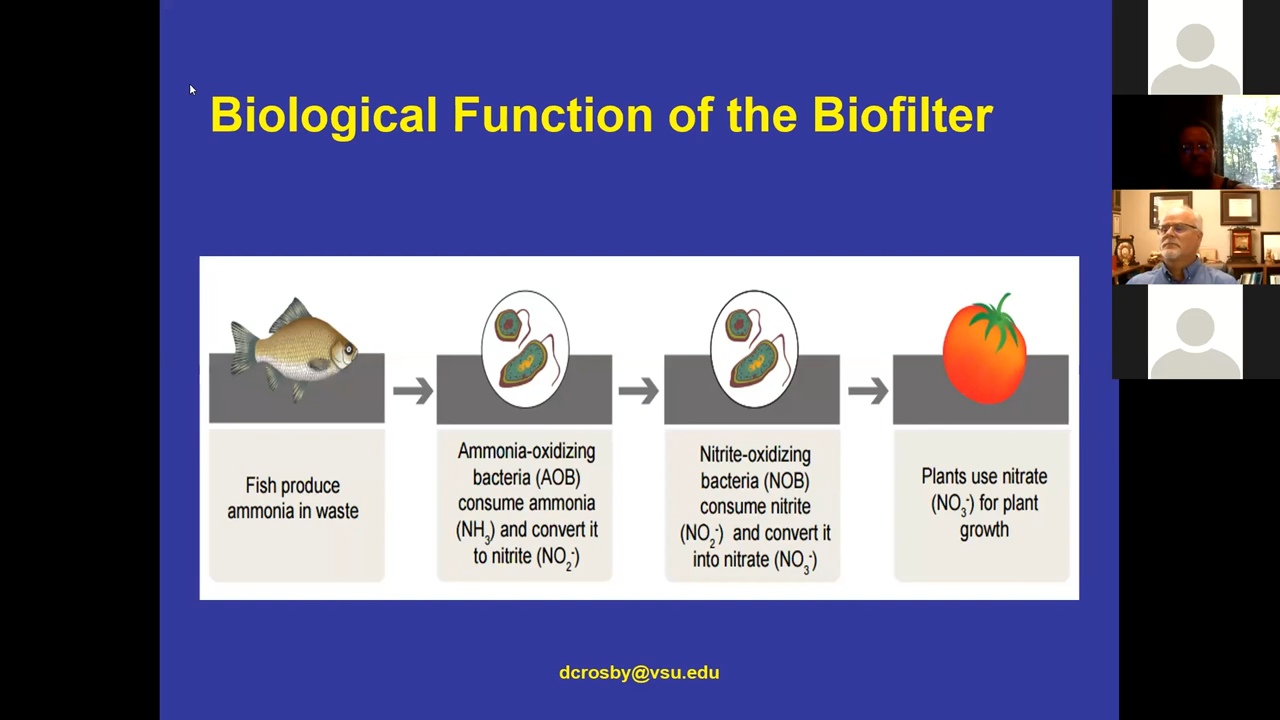 Biological Function of the Biofilter
Fish produce
ammonia in waste
Ammonia-oxidizing
bacteria (AOB)
consume ammonia
(NH₃) and convert it
to nitrite (NO₂⁻)
Nitrite-oxidizing
bacteria (NOB)
consume nitrite
(NO₂⁻) and convert it
into nitrate (NO₃⁻)
Plants use nitrate
(NO₃⁻) for plant
growth
dcrosby@vsu.edu